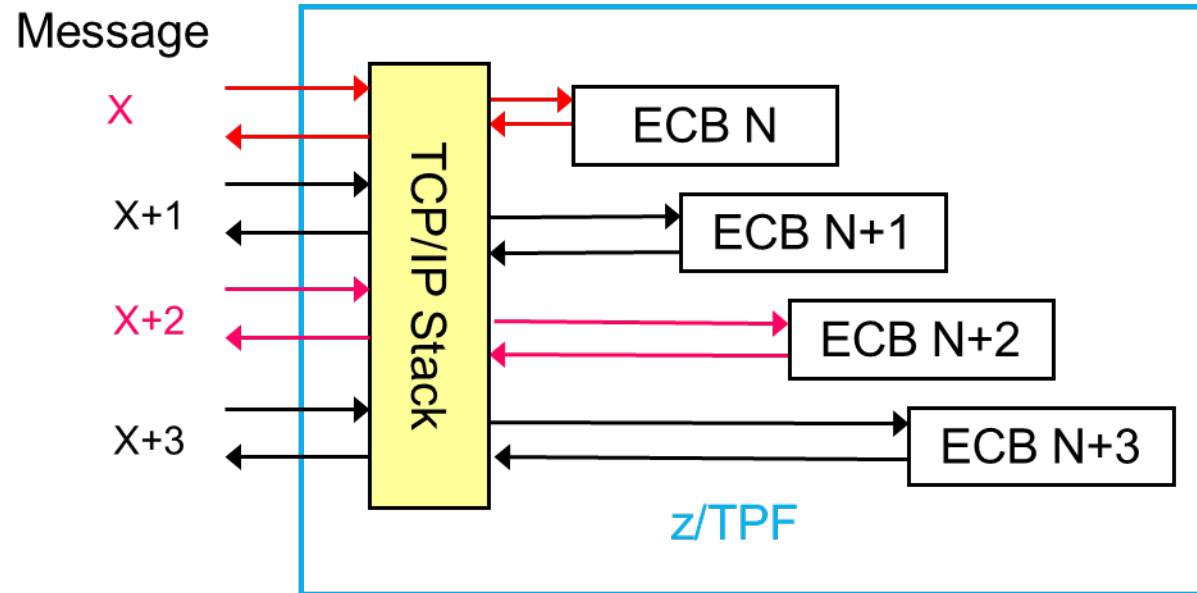 Message
X
X+1
X+2
X+3
TCP/IP Stack
ECB N
ECB N+1
ECB N+2
ECB N+3
z/TPF